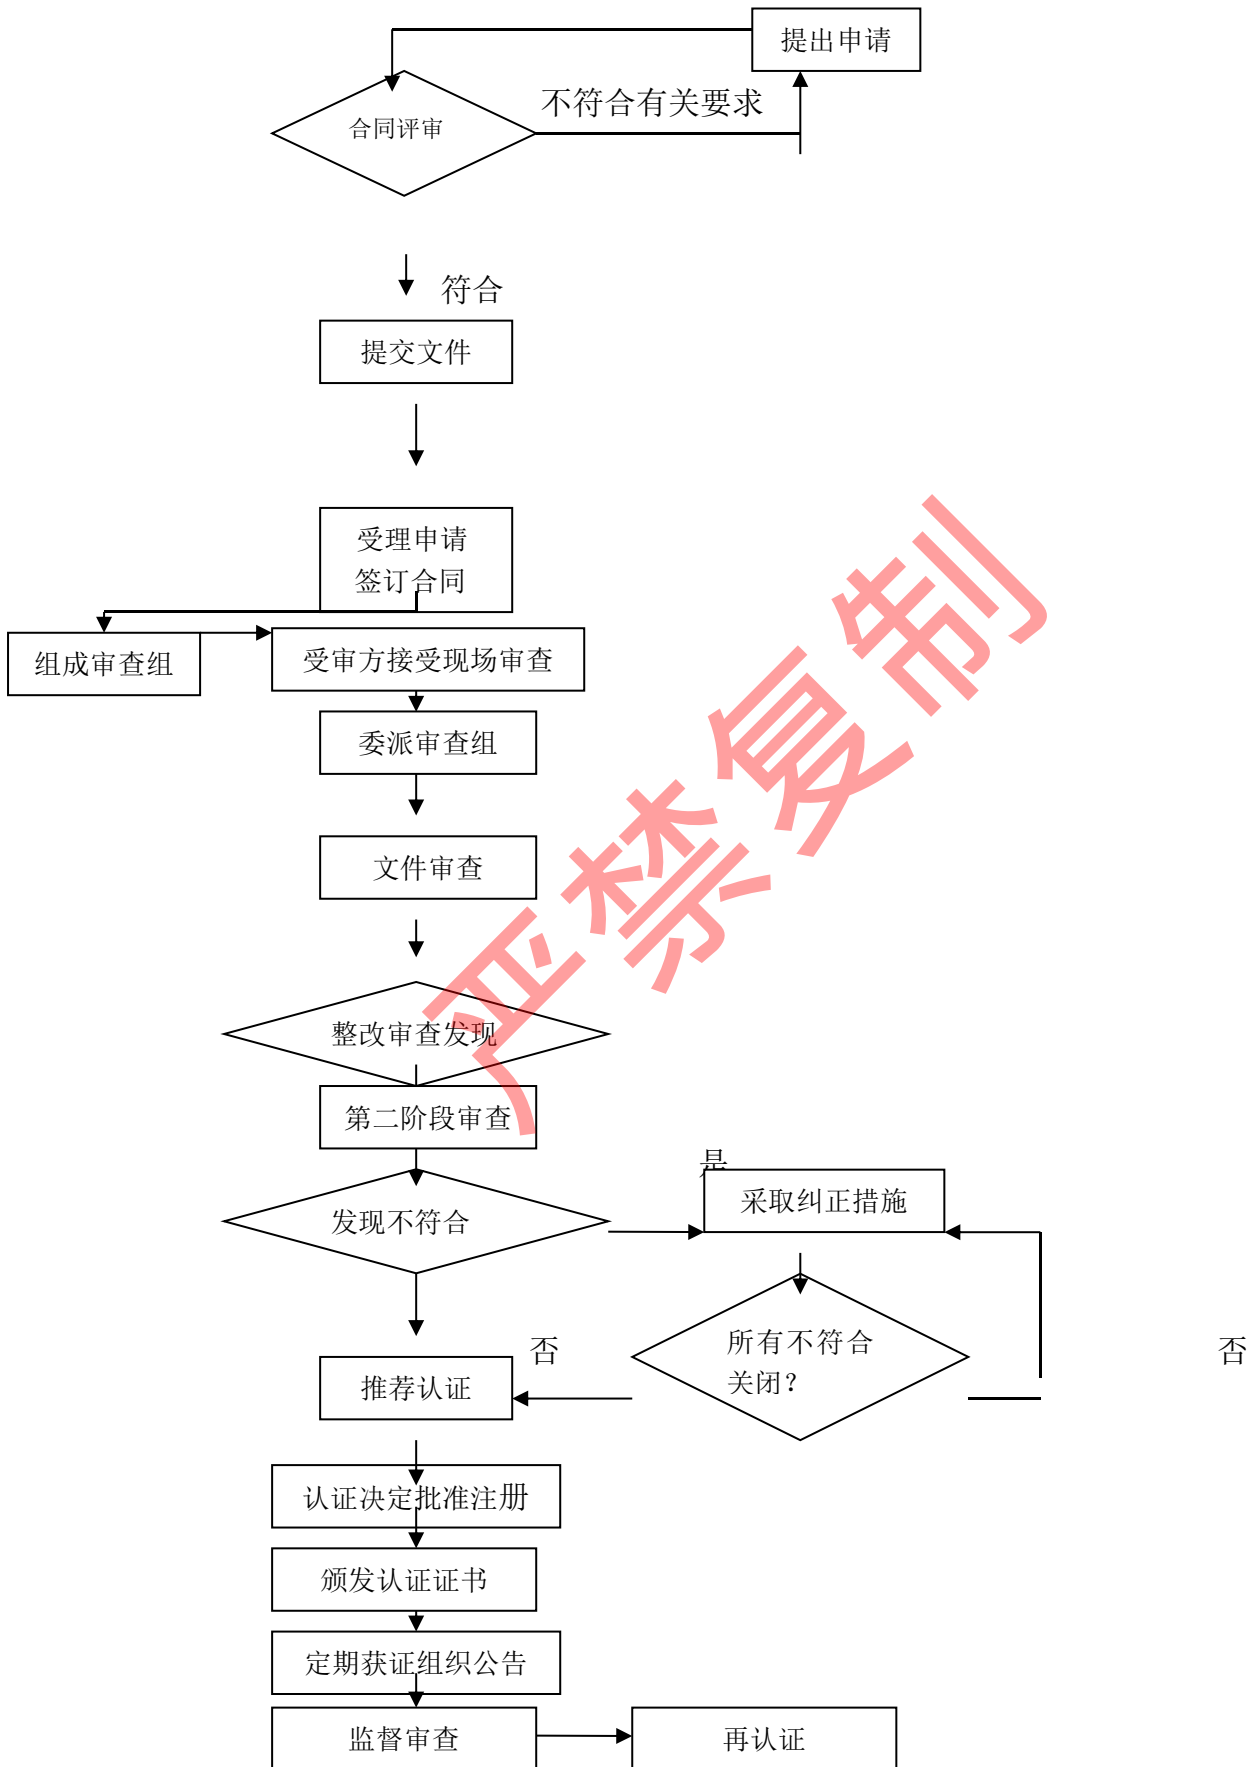 提出申请
不符合有关要求
合同评审
符合
提交文件
受理申请
签订合同
组成审查组
受审方接受现场审查
委派审查组
文件审查
整改审查发现
第二阶段审查
是
采取纠正措施
发现不符合
所有不符合
关闭？
否
否
推荐认证
认证决定批准注册
颁发认证证书
定期获证组织公告
监督审查
再认证
严禁复制